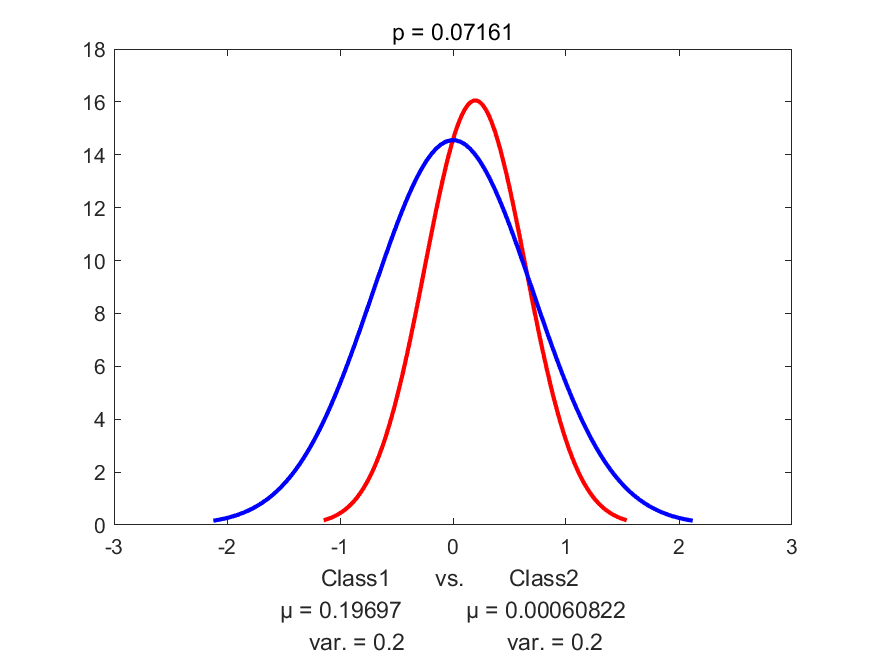 p = 0.07161
18
16
14
12
10
8
6
4
2
0
-3 -2 -1 0 1 2 3
Class1 vs. Class2
μ = 0.19697 μ = 0.00060822
var. = 0.2 var. = 0.2